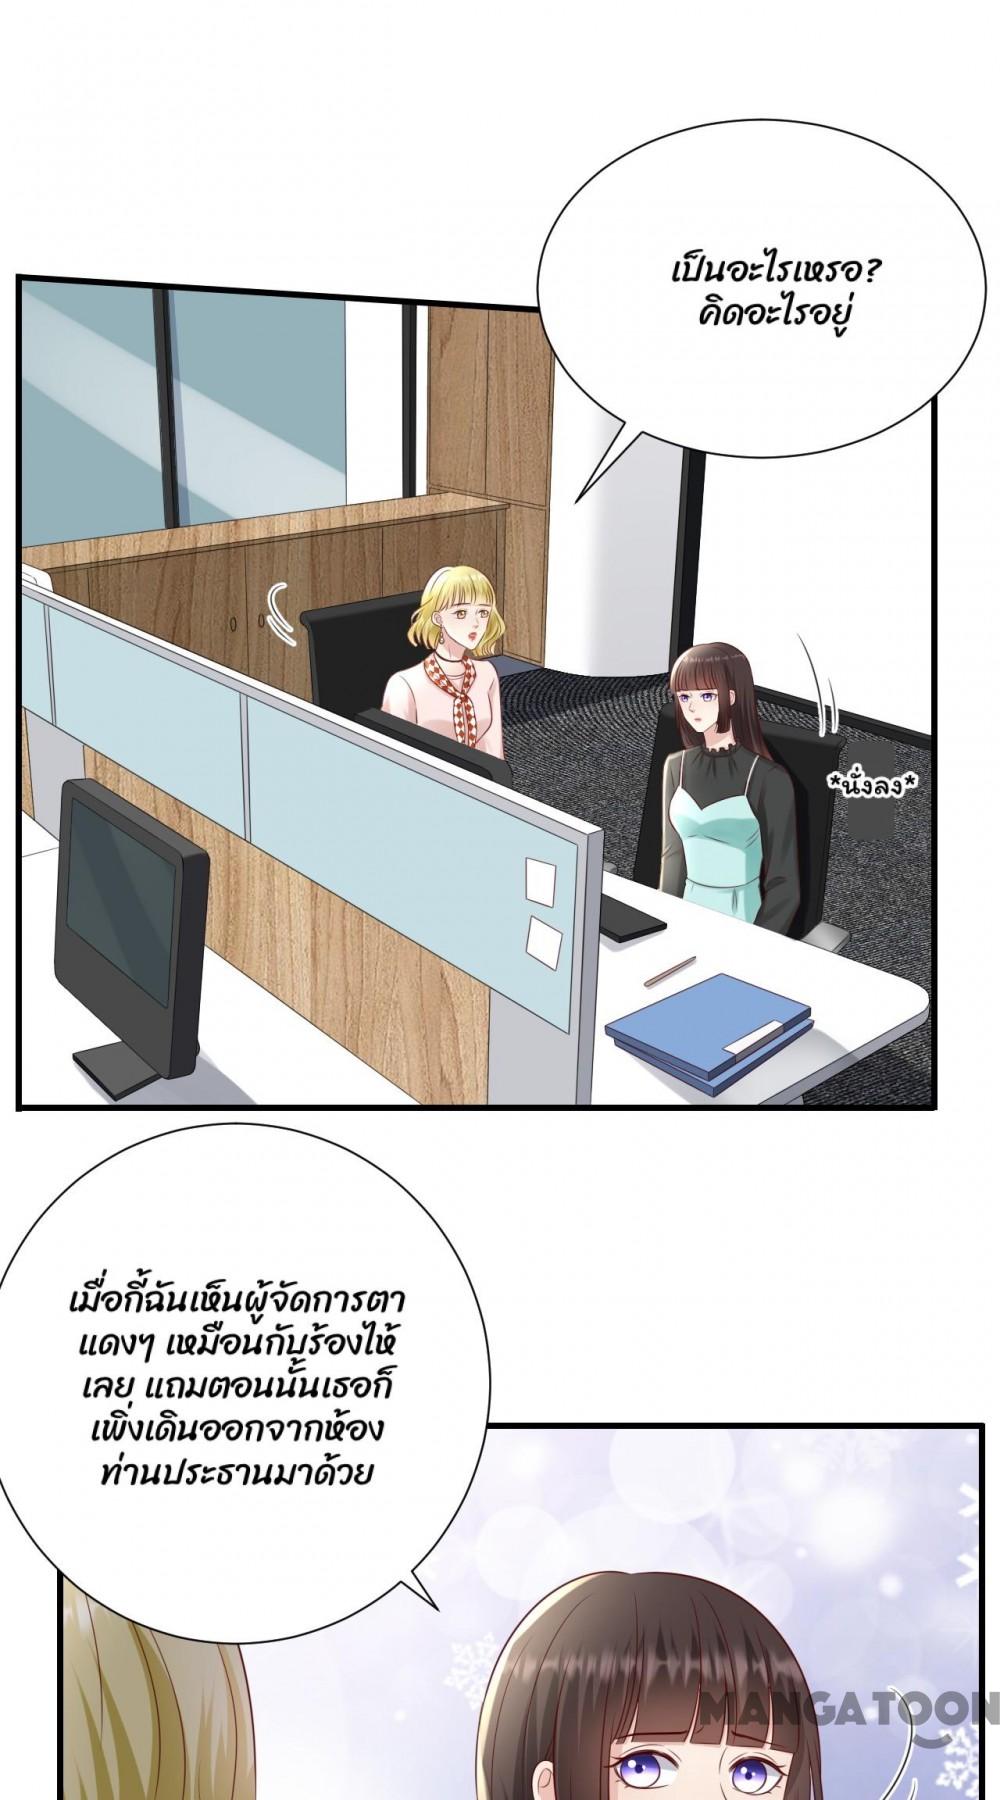 เป็นอะไรเหรอ?
คิดอะไรอยู่
*นั่งลง*
เมื่อกี้ฉันเห็นผู้จัดการตา
แดงๆ เหมือนกับร้องไห้
เลย แถมตอนนั้นเธอก็
เพิ่งเดินออกจากห้อง
ท่านประธานมาด้วย
MANGATOON